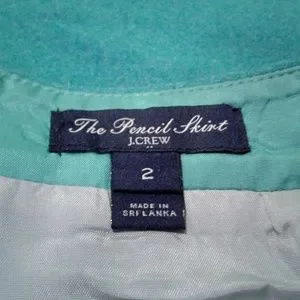 The Pencil Skirt
J.CREW
2
MADE IN
SRI LANKA